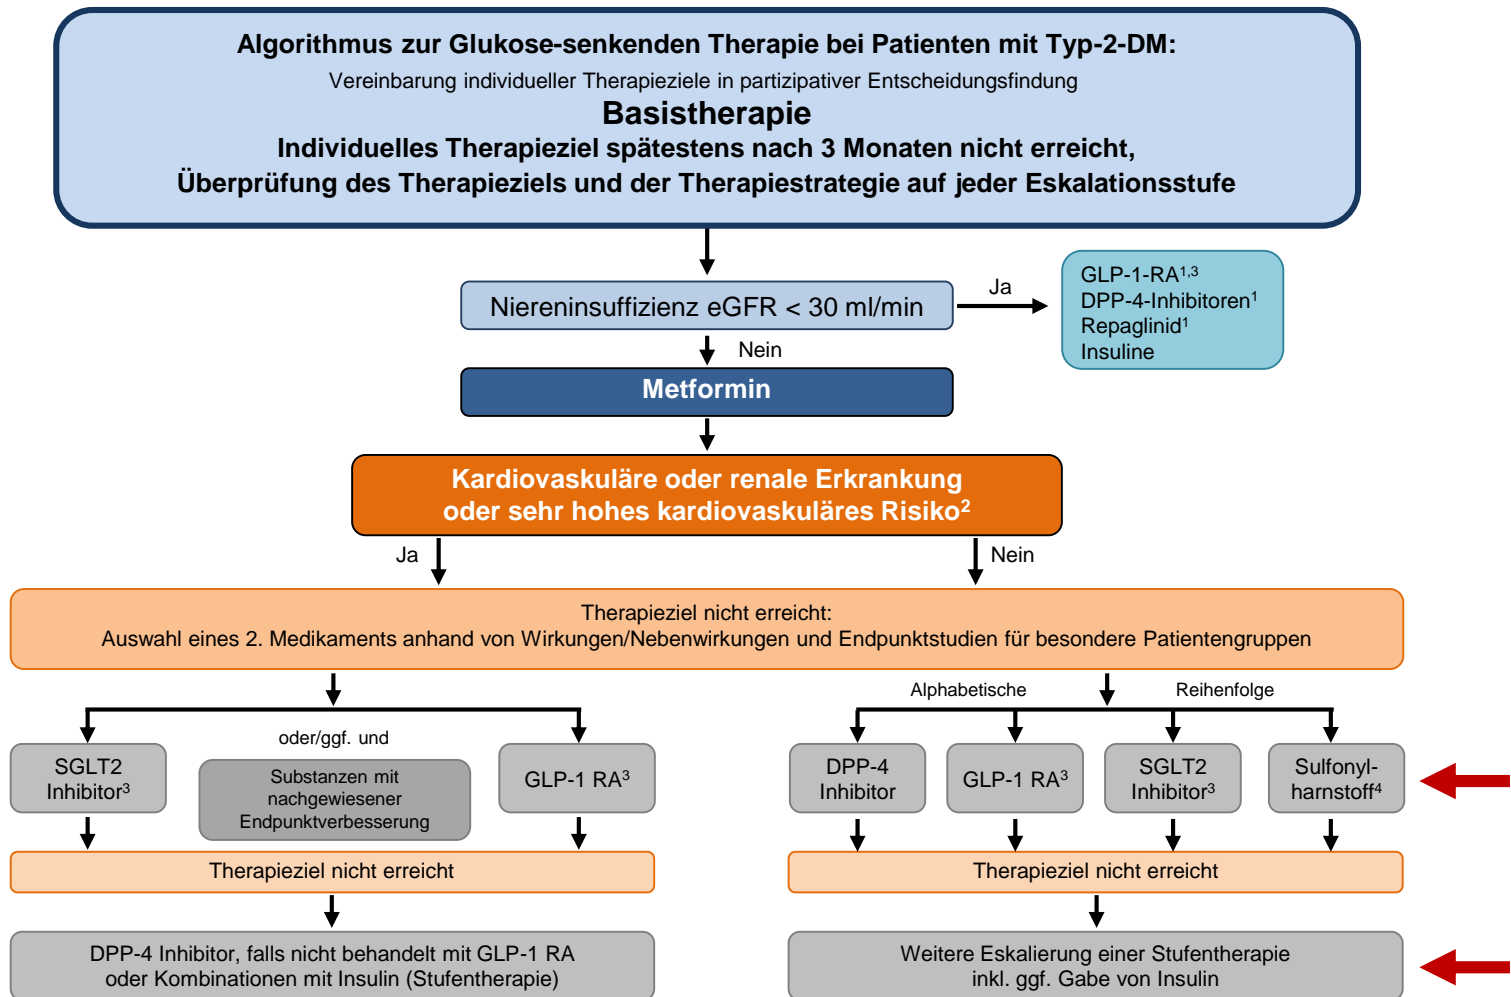 Algorithmus zur Glukose-senkenden Therapie bei Patienten mit Typ-2-DM:
Vereinbarung individueller Therapieziele in partizipativer Entscheidungsfindung
Basistherapie
Individuelles Therapieziel spätestens nach 3 Monaten nicht erreicht,
Überprüfung des Therapieziels und der Therapiestrategie auf jeder Eskalationsstufe
Niereninsuffizienz eGFR < 30 ml/min
Ja
GLP-1-RA¹,³
DPP-4-Inhibitoren¹
Repaglinid¹
Insuline
Nein
Metformin
Kardiovaskuläre oder renale Erkrankung
oder sehr hohes kardiovaskuläres Risiko²
Ja
Nein
Therapieziel nicht erreicht:
Auswahl eines 2. Medikaments anhand von Wirkungen/Nebenwirkungen und Endpunktstudien für besondere Patientengruppen
Alphabetische
Reihenfolge
SGLT2
Inhibitor³
oder/ggf. und
Substanzen mit
nachgewiesener
Endpunktverbesserung
GLP-1 RA³
DPP-4
Inhibitor
GLP-1 RA³
SGLT2
Inhibitor³
Sulfonyl-
harnstoff⁴
Therapieziel nicht erreicht
Therapieziel nicht erreicht
DPP-4 Inhibitor, falls nicht behandelt mit GLP-1 RA
oder Kombinationen mit Insulin (Stufentherapie)
Weitere Eskalierung einer Stufentherapie
inkl. ggf. Gabe von Insulin